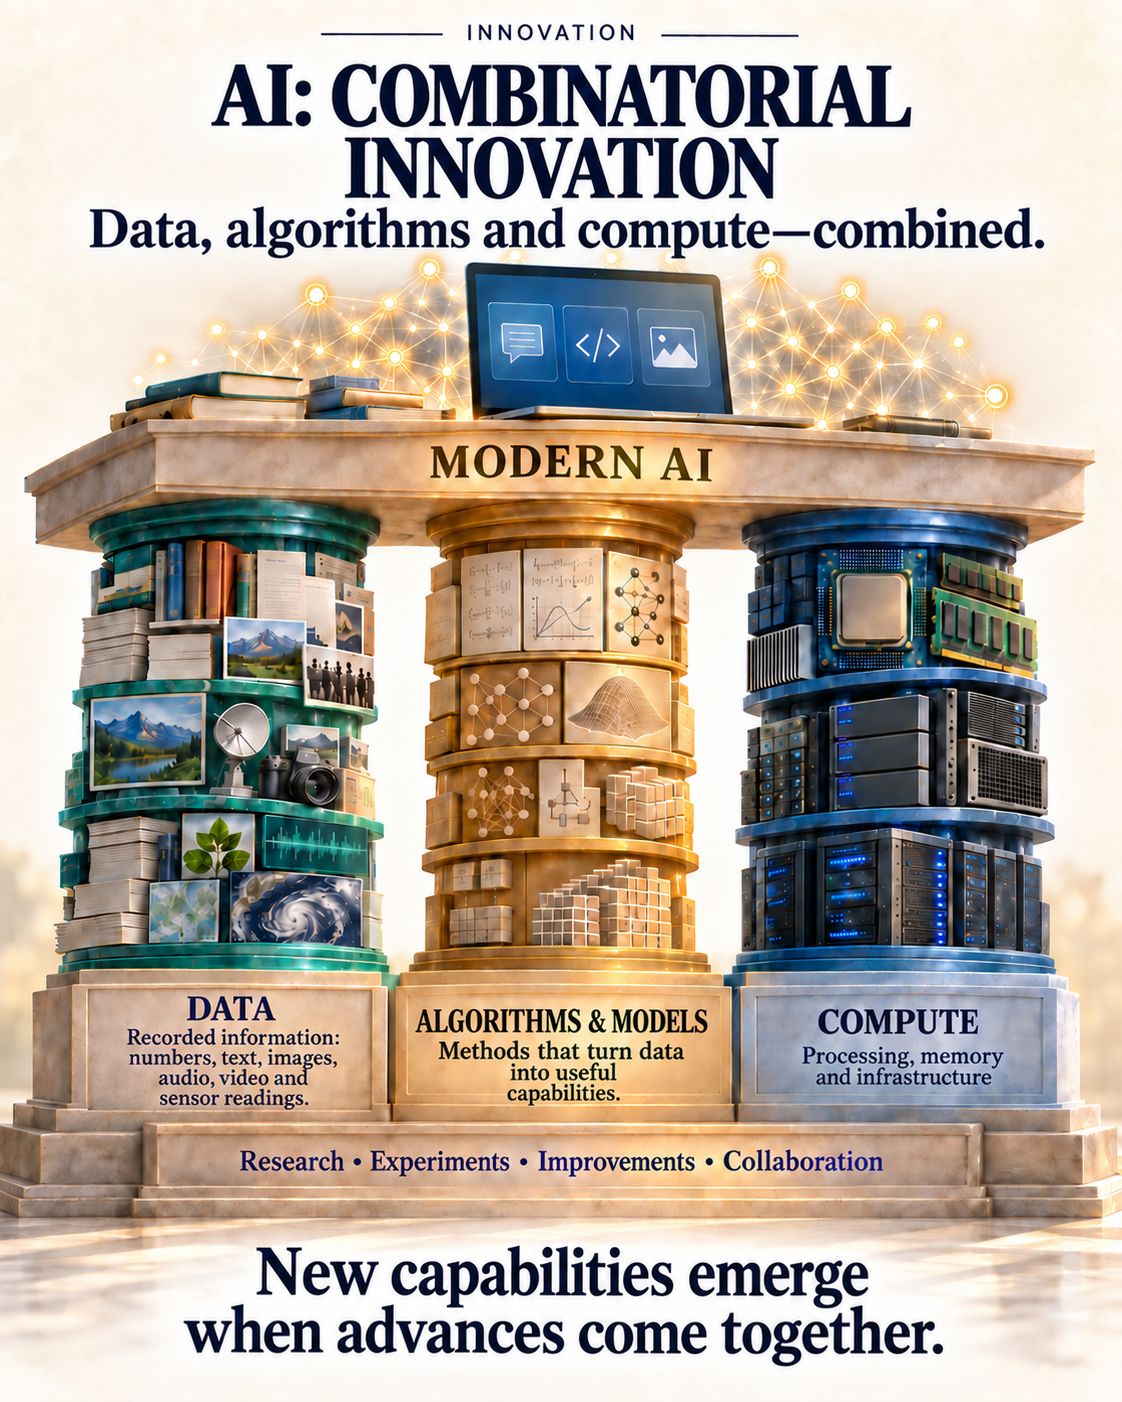 INNOVATION
AI: COMBINATORIAL
INNOVATION
Data, algorithms and compute—combined.
</>
MODERN AI
DATA
Recorded information:
numbers, text, images,
audio, video and
sensor readings.
ALGORITHMS & MODELS
Methods that turn data
into useful
capabilities.
COMPUTE
Processing, memory
and infrastructure
Research • Experiments • Improvements • Collaboration
New capabilities emerge
when advances come together.